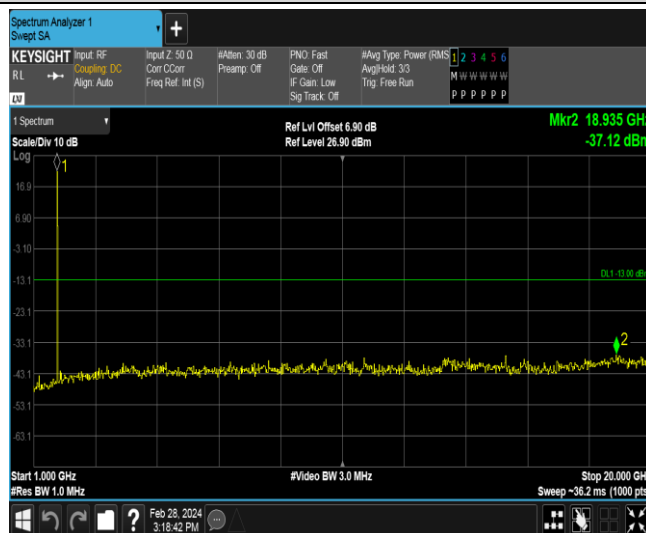 Spectrum Analyzer 1
Swept SA
KEYSIGHT
RL
LXI
Input: RF
Coupling: DC
Align: Auto
Input Z: 50 Ω
Corr CCorr
Freq Ref: Int (S)
#Atten: 30 dB
Preamp: Off
PNO: Fast
Gate: Off
IF Gain: Low
Sig Track: Off
#Avg Type: Power (RMS
Avg|Hold: 3/3
Trig: Free Run
1 2 3 4 5 6
M W W W W W
P P P P P P
1 Spectrum
Scale/Div 10 dB
Ref Lvl Offset 6.90 dB
Ref Level 26.90 dBm
Mkr2 18.935 GHz
-37.12 dBm
Log
1
16.9
6.90
-3.10
-13.1
DL1 -13.00 dBm
-23.1
-33.1
2
-43.1
-53.1
-63.1
Start 1.000 GHz
#Video BW 3.0 MHz
Stop 20.000 GHz
#Res BW 1.0 MHz
Sweep ~36.2 ms (1000 pts
?
Feb 28, 2024
3:18:42 PM